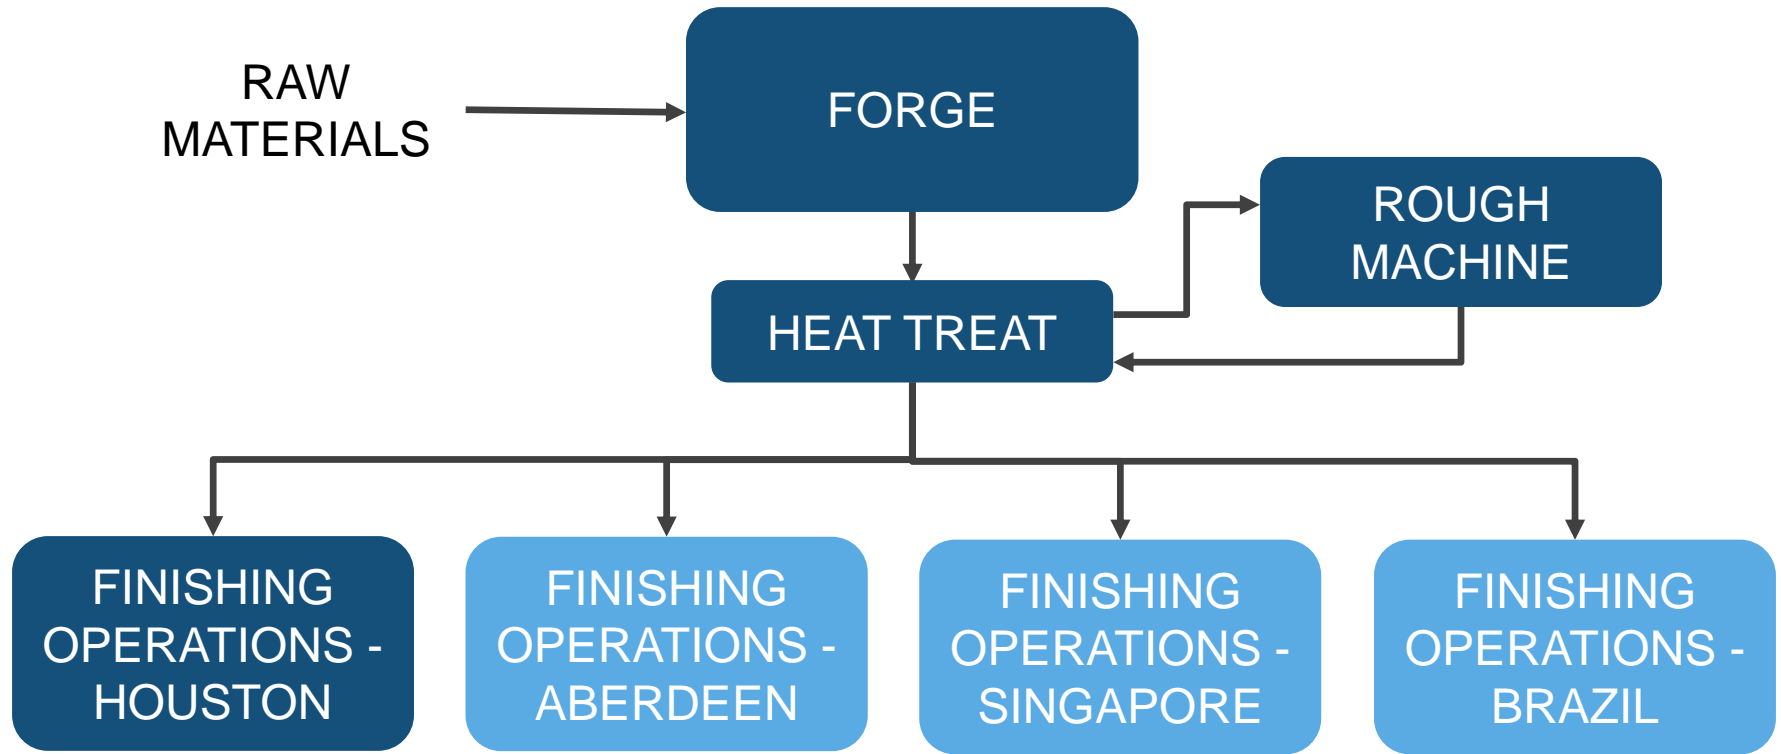 RAW
MATERIALS
FORGE
ROUGH
MACHINE
HEAT TREAT
FINISHING
OPERATIONS -
HOUSTON
FINISHING
OPERATIONS -
ABERDEEN
FINISHING
OPERATIONS -
SINGAPORE
FINISHING
OPERATIONS -
BRAZIL